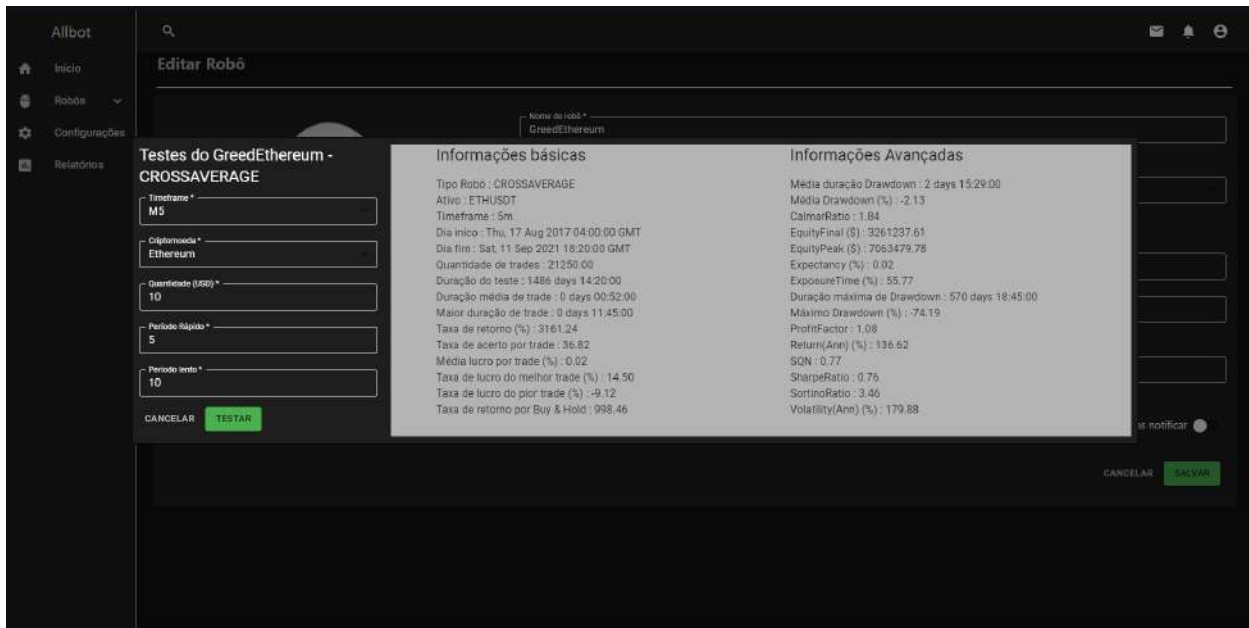 Allbot
Início
Robôs
Configurações
Relatórios
Editar Robô
Nome do robô *
GreedEthereum
Testes do GreedEthereum -
CROSSAVERAGE
Timeframe *
M5
Criptomoeda *
Ethereum
Quantidade (USD) *
10
Período Rápido *
5
Período lento *
10
CANCELAR
TESTAR
Informações básicas
Tipo Robô : CROSSAVERAGE
Ativo : ETHUSDT
Timeframe : 5m
Dia inico : Thu, 17 Aug 2017 04:00:00 GMT
Dia fim : Sat, 11 Sep 2021 18:20:00 GMT
Quantidade de trades : 21250.00
Duração do teste : 1486 days 14:20:00
Duração média de trade : 0 days 00:52:00
Maior duração de trade : 0 days 11:45:00
Taxa de retorno (%) : 3161.24
Taxa de acerto por trade : 36.82
Média lucro por trade (%) : 0.02
Taxa de lucro do melhor trade (%) : 14.50
Taxa de lucro do pior trade (%) : -9.12
Taxa de retorno por Buy & Hold : 998.46
Informações Avançadas
Média duração Drawdown : 2 days 15:29:00
Média Drawdown (%) : -2.13
CalmarRatio : 1.84
EquityFinal ($) : 3261237.61
EquityPeak ($) : 7063479.78
Expectancy (%) : 0.02
ExposureTime (%) : 55.77
Duração máxima de Drawdown : 570 days 18:45:00
Máximo Drawdown (%) : -74.19
ProfitFactor : 1.08
Return(Ann) (%) : 136.62
SQN : 0.77
SharpeRatio : 0.76
SortinoRatio : 3.46
Volatility(Ann) (%) : 179.88
notificar
CANCELAR
SALVAR